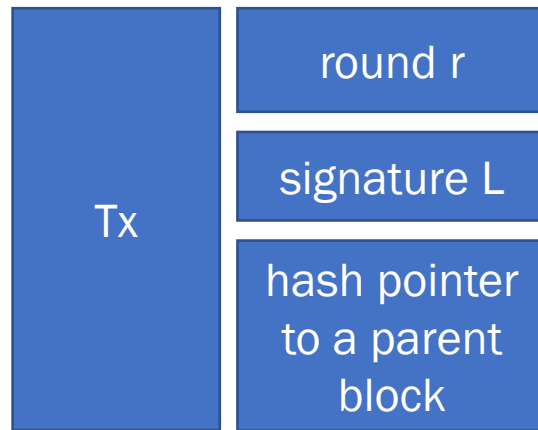 Tx
round r
signature L
hash pointer
to a parent
block